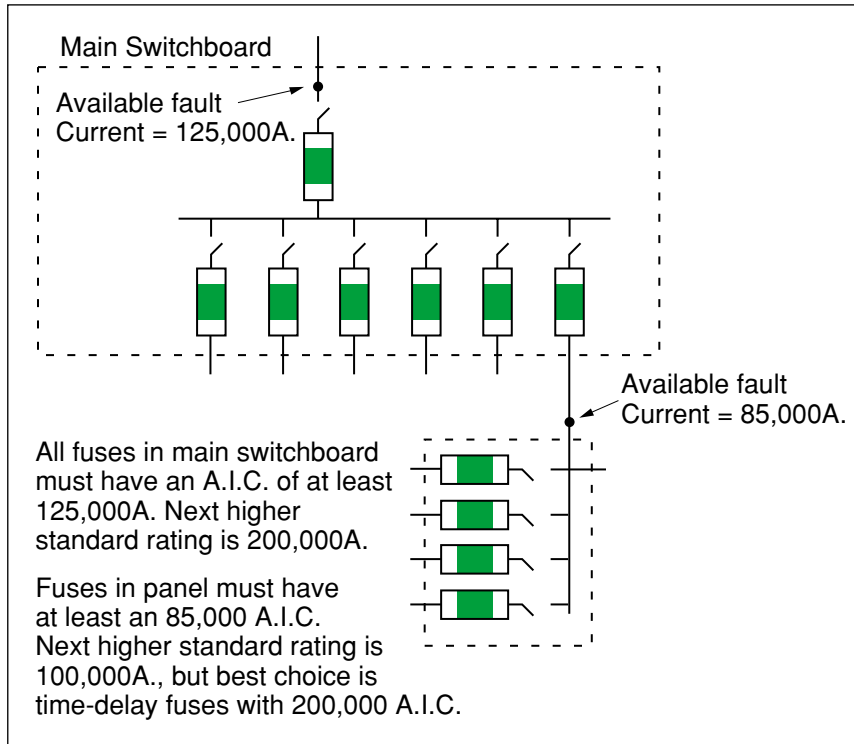 Main Switchboard
Available fault
Current = 125,000A.
Available fault
Current = 85,000A.
All fuses in main switchboard
must have an A.I.C. of at least
125,000A. Next higher
standard rating is 200,000A.
Fuses in panel must have
at least an 85,000 A.I.C.
Next higher standard rating is
100,000A., but best choice is
time-delay fuses with 200,000 A.I.C.